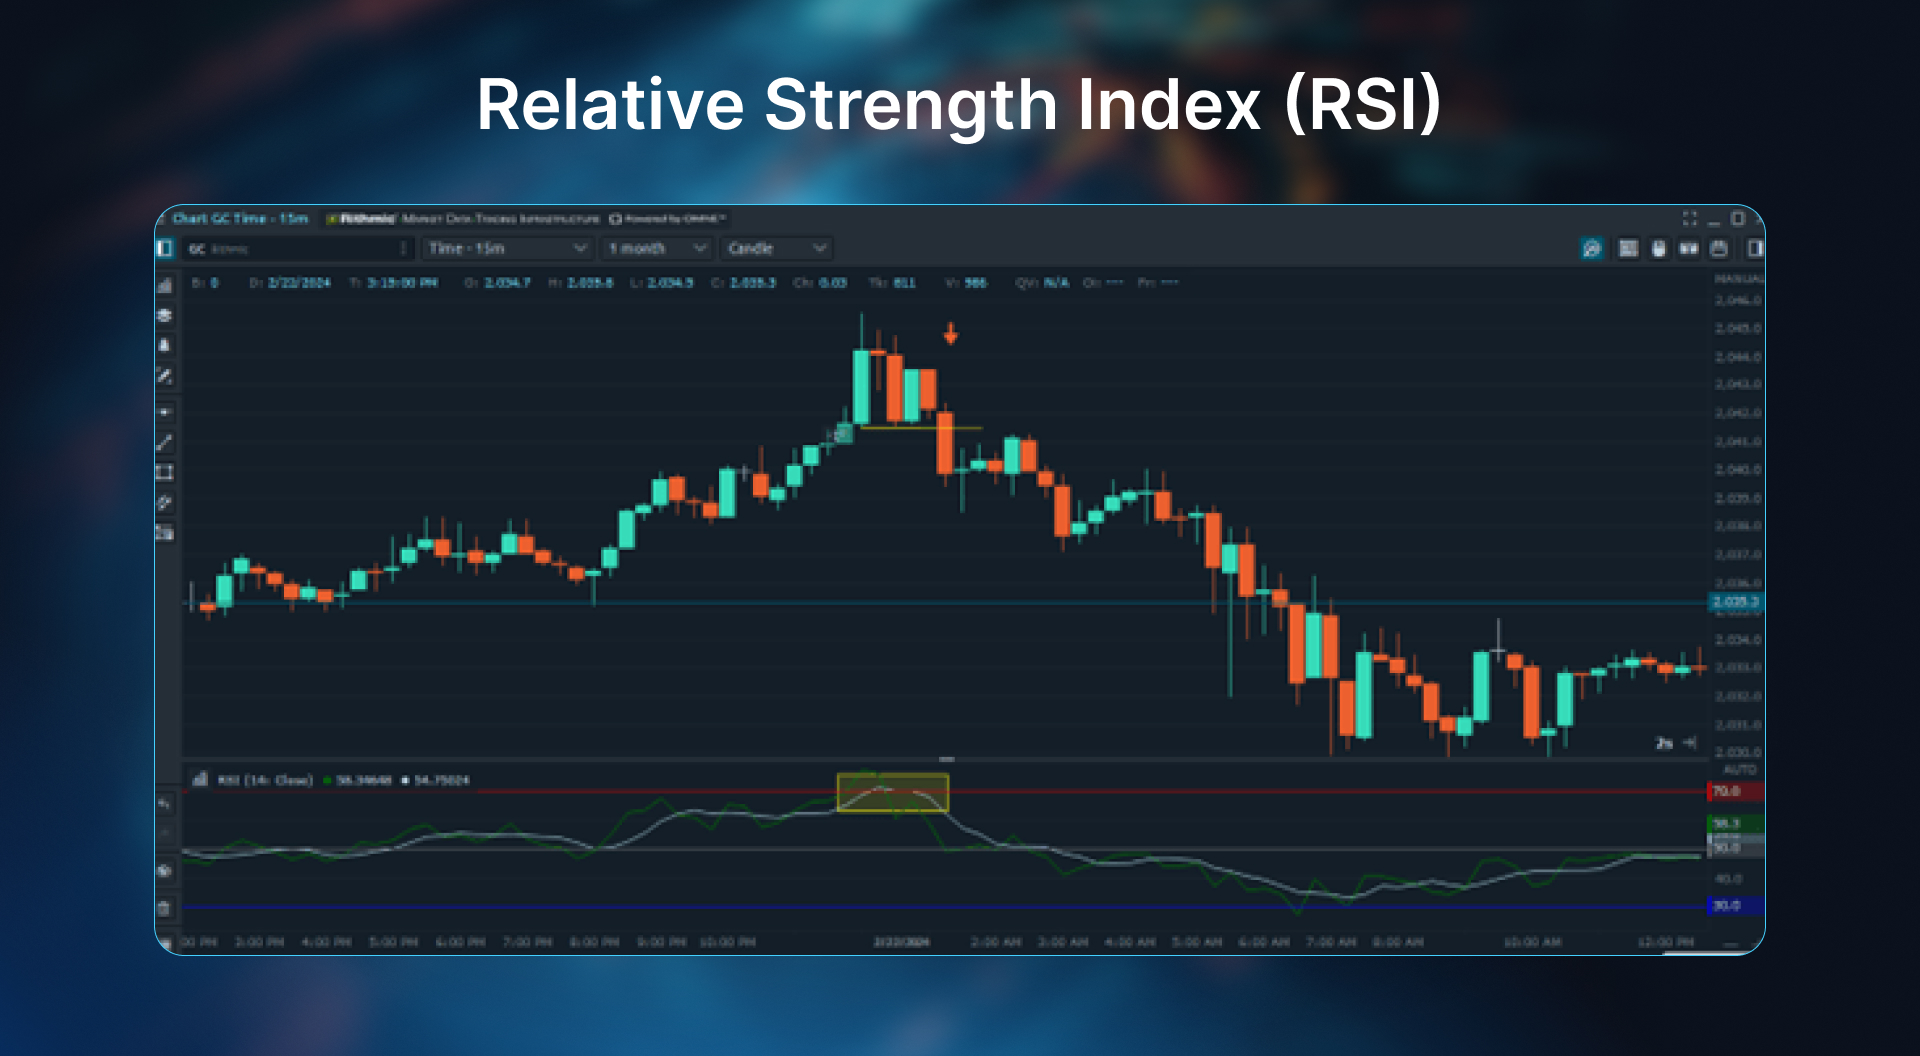 Relative Strength Index (RSI)
Chart GC Time - 15m Rithmic Market Data-Trading Infrastructure Powered by OMNE™
GC Time - 15m 1 month Candle
B: 0 D: 2/22/2024 T: 3:15:00 PM O: 2,034.7 H: 2,035.8 L: 2,034.5 C: 2,035.3 Ch: 0.03 Tk: 811 V: 986 QV: N/A OI: --- Pr: ---
MANUAL
2,046.0
2,045.0
2,044.0
2,043.0
2,042.0
2,041.0
2,040.0
2,039.0
2,038.0
2,037.0
2,036.0
2,035.3
2,034.0
2,033.0
2,032.0
2,031.0
2,030.0
2s
AUTO
RSI (14: Close) 58.34648 54.75024
70.0
58.3
50.0
40.0
30.0
00 PM 3:00 PM 4:00 PM 5:00 PM 6:00 PM 7:00 PM 8:00 PM 9:00 PM 10:00 PM 2/22/2024 2:00 AM 3:00 AM 4:00 AM 5:00 AM 6:00 AM 7:00 AM 8:00 AM 10:00 AM 12:00 PM